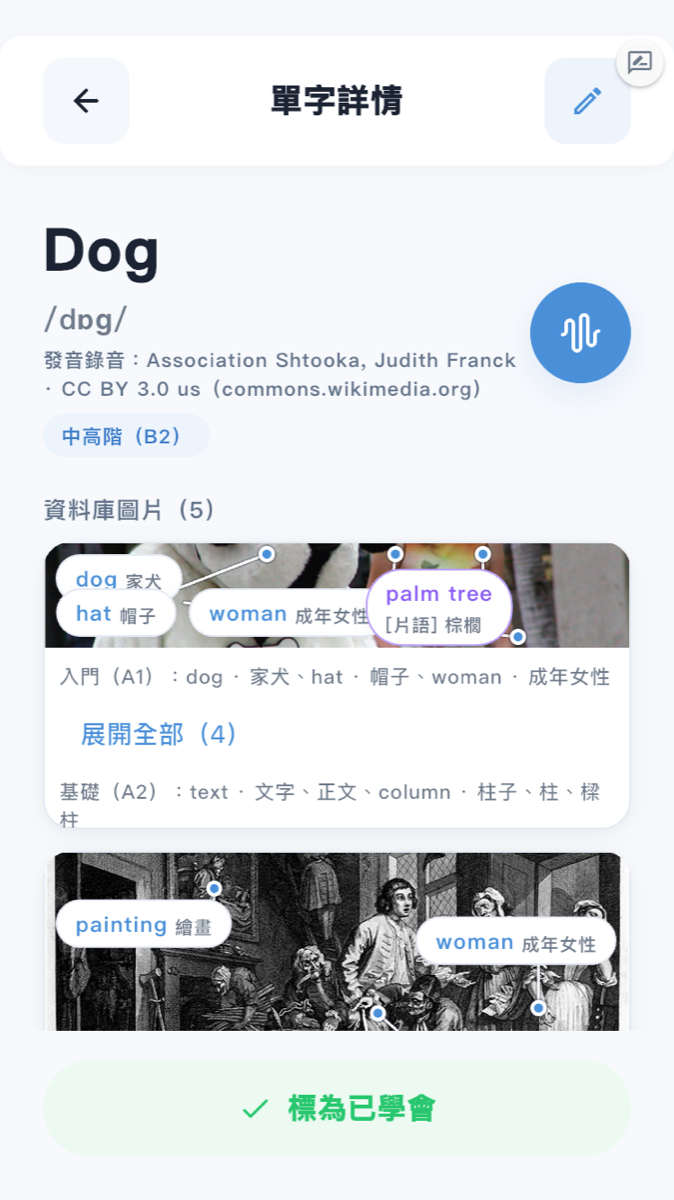 單字詳情
Dog
/dɒg/
發音錄音：Association Shtooka, Judith Franck
· CC BY 3.0 us（commons.wikimedia.org）
中高階（B2）
資料庫圖片（5）
dog 家犬
hat 帽子
woman 成年女性
palm tree
[片語] 棕櫚
入門（A1）：dog · 家犬、hat · 帽子、woman · 成年女性
展開全部（4）
基礎（A2）：text · 文字、正文、column · 柱子、柱、樑
柱
painting 繪畫
woman 成年女性
標為已學會